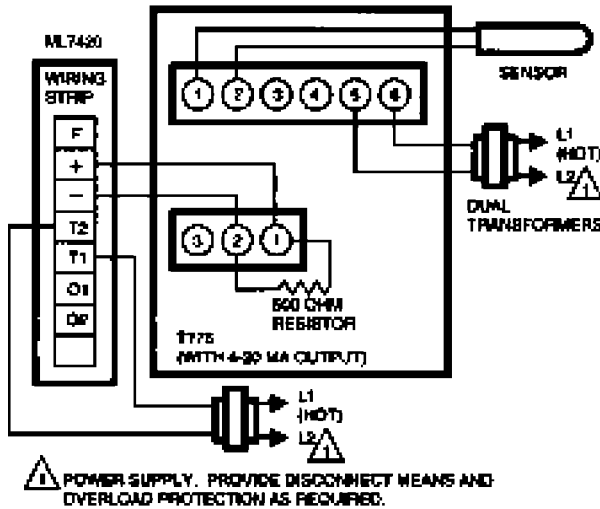 ML7420
WIRING
STRIP
F
+
−
T2
T1
O1
OP
1 2 3 4 5 6
SENSOR
L1
(HOT)
L2 1
DUAL
TRANSFORMERS
3 2 1
500 OHM
RESISTOR
T775
(WITH 4-20 MA OUTPUT)
L1
(HOT)
L2 1
1 POWER SUPPLY. PROVIDE DISCONNECT MEANS AND
OVERLOAD PROTECTION AS REQUIRED.